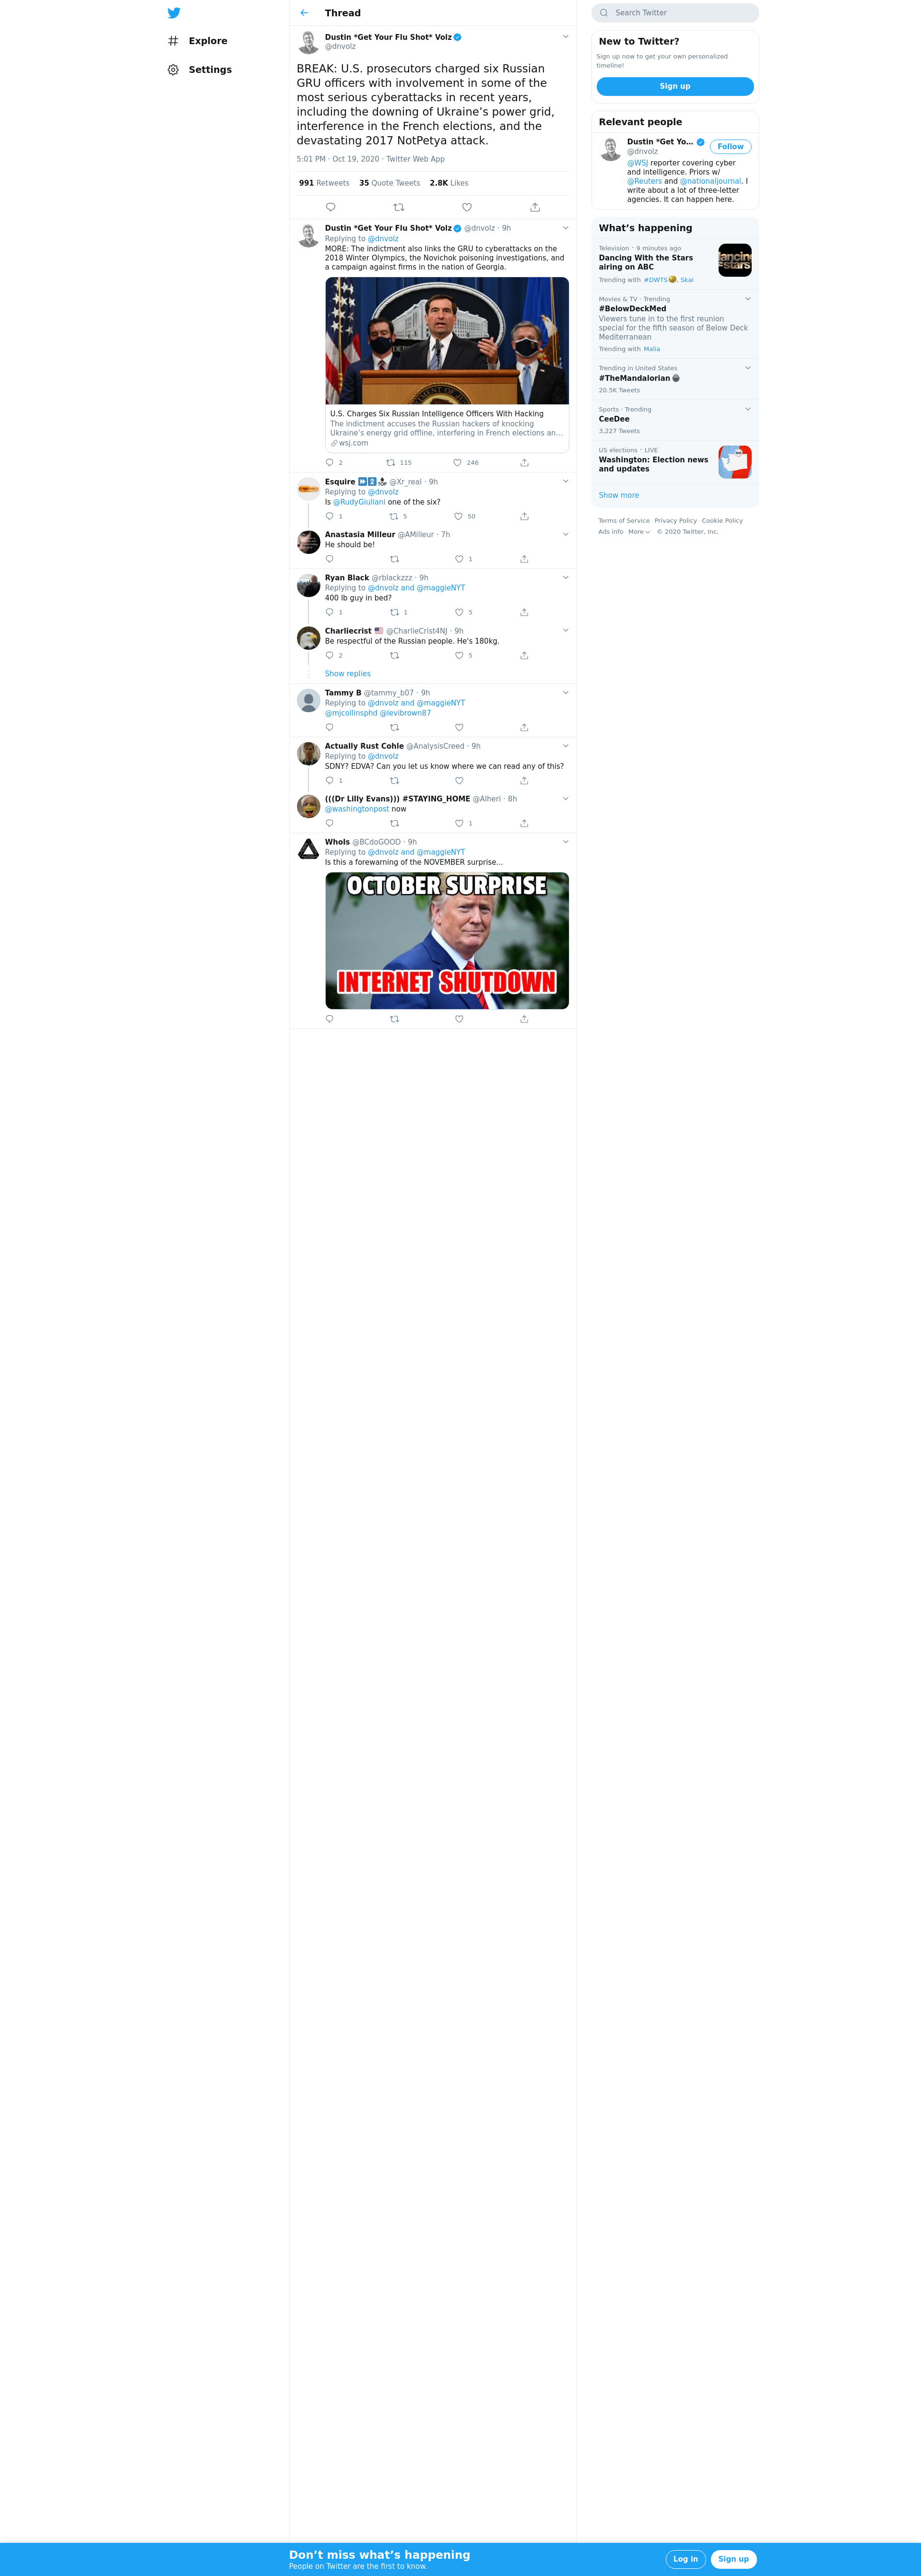 Explore
Settings
Thread
Dustin *Get Your Flu Shot* Volz
@dnvolz
BREAK: U.S. prosecutors charged six Russian
GRU officers with involvement in some of the
most serious cyberattacks in recent years,
including the downing of Ukraine’s power grid,
interference in the French elections, and the
devastating 2017 NotPetya attack.
5:01 PM · Oct 19, 2020 · Twitter Web App
991 Retweets 35 Quote Tweets 2.8K Likes
Dustin *Get Your Flu Shot* Volz @dnvolz · 9h
Replying to @dnvolz
MORE: The indictment also links the GRU to cyberattacks on the
2018 Winter Olympics, the Novichok poisoning investigations, and
a campaign against firms in the nation of Georgia.
U.S. Charges Six Russian Intelligence Officers With Hacking
The indictment accuses the Russian hackers of knocking
Ukraine’s energy grid offline, interfering in French elections an...
wsj.com
2 115 246
Esquire ⏩2️⃣🔝 @Xr_real · 9h
Replying to @dnvolz
Is @RudyGiuliani one of the six?
1 5 50
Anastasia Milleur @AMilleur · 7h
He should be!
1
Ryan Black @rblackzzz · 9h
Replying to @dnvolz and @maggieNYT
400 lb guy in bed?
1 1 5
Charliecrist 🇺🇸 @CharlieCrist4NJ · 9h
Be respectful of the Russian people. He’s 180kg.
2 5
Show replies
Tammy B @tammy_b07 · 9h
Replying to @dnvolz and @maggieNYT
@mjcollinsphd @levibrown87
Actually Rust Cohle @AnalysisCreed · 9h
Replying to @dnvolz
SDNY? EDVA? Can you let us know where we can read any of this?
1
(((Dr Lilly Evans))) #STAYING_HOME @Alheri · 8h
@washingtonpost now
1
WhoIs @BCdoGOOD · 9h
Replying to @dnvolz and @maggieNYT
Is this a forewarning of the NOVEMBER surprise...
OCTOBER SURPRISE
INTERNET SHUTDOWN
Search Twitter
New to Twitter?
Sign up now to get your own personalized
timeline!
Sign up
Relevant people
Dustin *Get Yo...
@dnvolz
Follow
@WSJ reporter covering cyber
and intelligence. Priors w/
@Reuters and @nationaljournal. I
write about a lot of three-letter
agencies. It can happen here.
What’s happening
Television · 9 minutes ago
Dancing With the Stars
airing on ABC
Trending with #DWTS, Skai
Movies & TV · Trending
#BelowDeckMed
Viewers tune in to the first reunion
special for the fifth season of Below Deck
Mediterranean
Trending with Malia
Trending in United States
#TheMandalorian
20.5K Tweets
Sports · Trending
CeeDee
3,227 Tweets
US elections · LIVE
Washington: Election news
and updates
Show more
Terms of Service Privacy Policy Cookie Policy
Ads info More © 2020 Twitter, Inc.
Don’t miss what’s happening
People on Twitter are the first to know.
Log in
Sign up